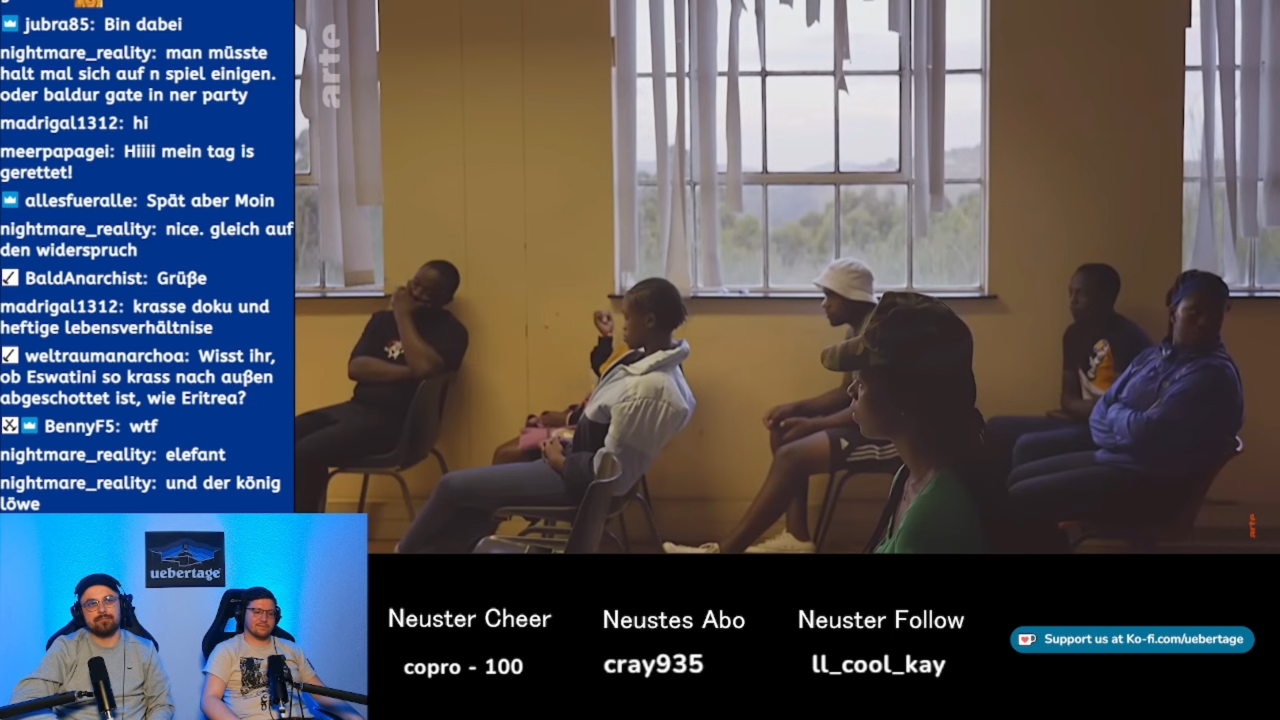 jubra85: Bin dabei
nightmare_reality: man müsste
halt mal sich auf n spiel einigen.
oder baldur gate in ner party
madrigal1312: hi
meerpapagei: Hiiii mein tag is
gerettet!
allesfueralle: Spät aber Moin
nightmare_reality: nice. gleich auf
den widerspruch
BaldAnarchist: Grüße
madrigal1312: krasse doku und
heftige lebensverhältnise
weltraumanarchoa: Wisst ihr,
ob Eswatini so krass nach außen
abgeschottet ist, wie Eritrea?
BennyF5: wtf
nightmare_reality: elefant
nightmare_reality: und der könig
löwe
arte
arte
uebertage
Neuster Cheer
copro - 100
Neustes Abo
cray935
Neuster Follow
ll_cool_kay
Support us at Ko-fi.com/uebertage